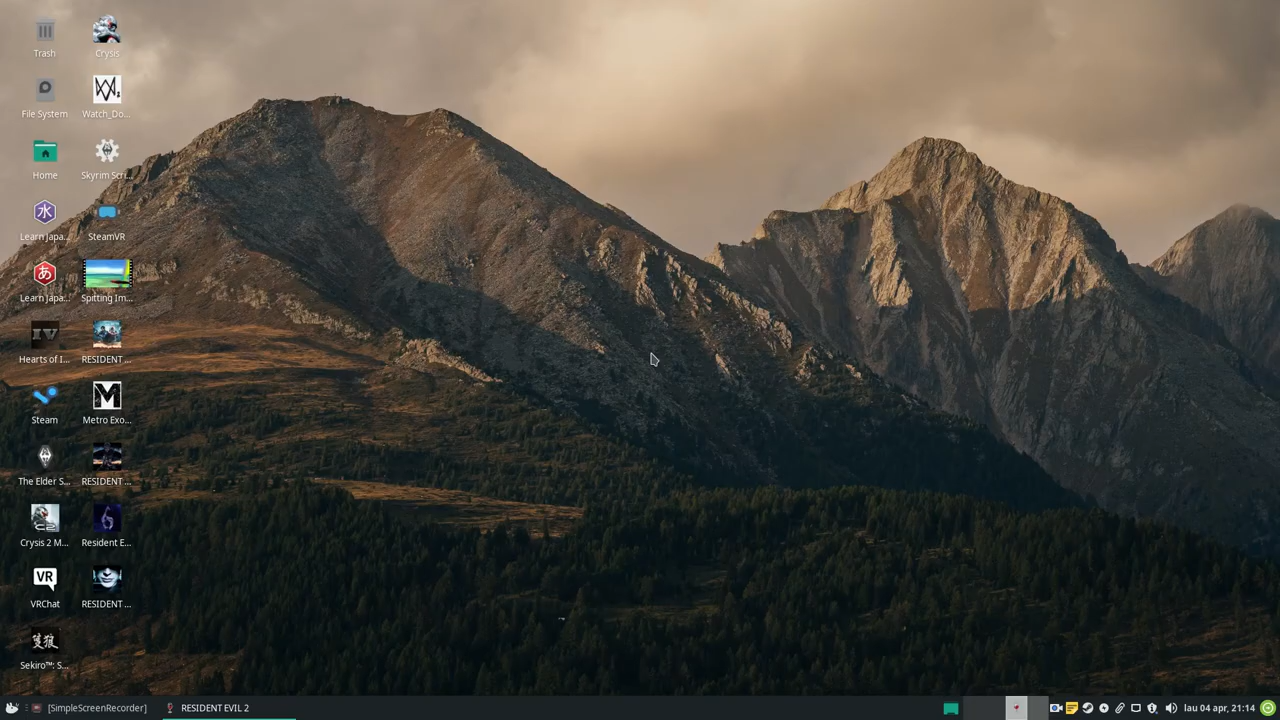 Trash
Crysis
File System
Watch_Do...
Home
Skyrim Scri...
Learn Japa...
SteamVR
Learn Japa...
Spitting Im...
Hearts of I...
RESIDENT ...
Steam
Metro Exo...
The Elder S...
RESIDENT ...
Crysis 2 M...
Resident E...
VRChat
RESIDENT ...
Sekiro™: S...
[SimpleScreenRecorder]
RESIDENT EVIL 2
lau 04 apr, 21:14